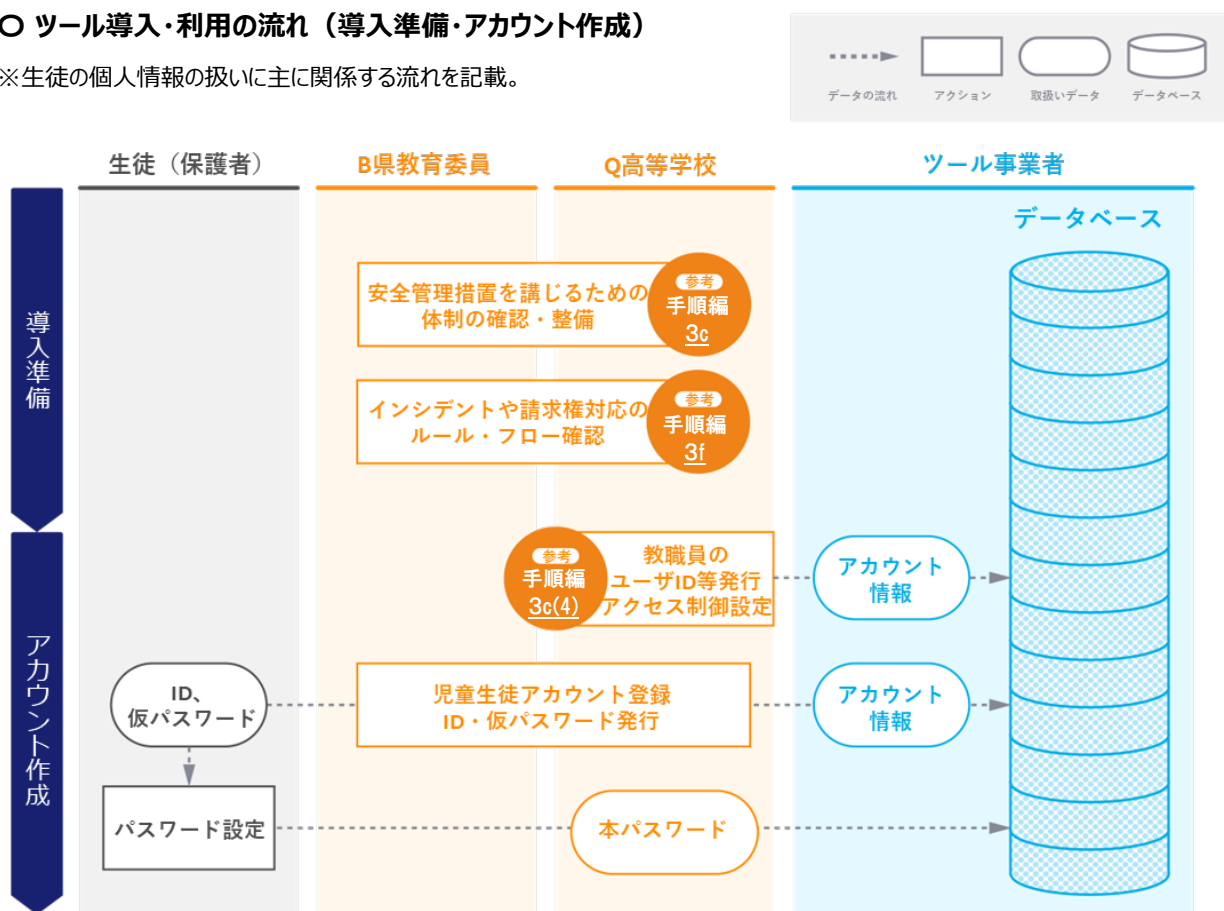 〇 ツール導入・利用の流れ（導入準備・アカウント作成）
※生徒の個人情報の扱いに主に関係する流れを記載。
データの流れ
アクション
取扱いデータ
データベース
生徒（保護者）
B県教育委員
Q高等学校
ツール事業者
データベース
導入準備
安全管理措置を講じるための
体制の確認・整備
参考
手順編
3c
インシデントや請求権対応の
ルール・フロー確認
参考
手順編
3f
アカウント作成
参考
手順編
3c(4)
教職員の
ユーザID等発行
アクセス制御設定
アカウント
情報
ID、
仮パスワード
児童生徒アカウント登録
ID・仮パスワード発行
アカウント
情報
パスワード設定
本パスワード